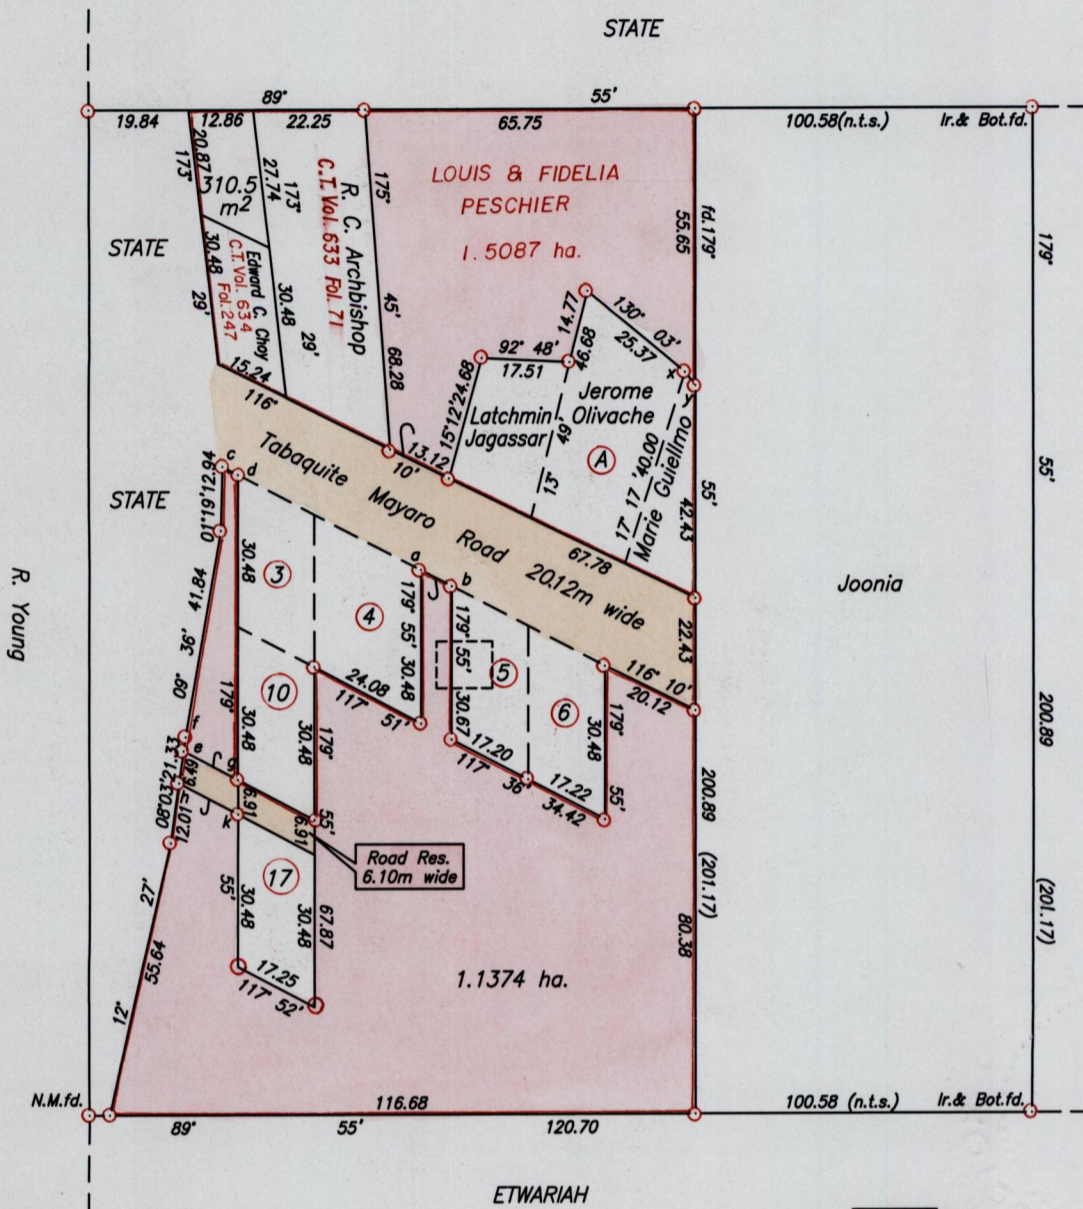 STATE
89° 55'
19.84 12.86 22.25 65.75 100.58(n.t.s.) Ir.& Bot.fd.
20.87
173°
310.5
m²
27.74
173°
R. C. Archbishop
C.T. Vol. 633 Fol. 71
175°
45'
68.28
LOUIS & FIDELIA
PESCHIER
1.5087 ha.
fd.179°
55.65
179°
STATE
30.48
29'
Edward C. Choy
C.T. Vol. 634
Fol. 247
30.48
29'
14.77
130° 03'
25.37
92° 48'
17.51
46.68
x
y
15° 12'
24.68
Latchmin
Jagassar
Jerome
Olivache
A
49'
13°
17° 17'
40.00
Marie Guiellmo
55'
42.43
15.24
116°
10'
13.12
67.78
Tabaquite Mayaro Road 20.12m wide
22.43
Joonia
55'
STATE
c d
12.94
01° 19'
41.84
36'
09°
R. Young
30.48
3
4
a b
179° 55' 30.48
179° 55'
30.67
5
6
116° 10'
20.12
179°
30.48
55'
24.08
117° 51'
10
179°
30.48
179°
30.48
55'
17.20
117° 36'
17.22
34.42
200.89
(201.17)
200.89
(201.17)
f
e
g
21.33
6.49
08° 03'
12.01
k
6.91
6.91
Road Res.
6.10m wide
17
55'
30.48
67.87
30.48
27'
55.64
12°
17.25
117° 52'
1.1374 ha.
80.38
N.M.fd.
116.68
100.58 (n.t.s.) Ir.& Bot.fd.
89° 55' 120.70
ETWARIAH